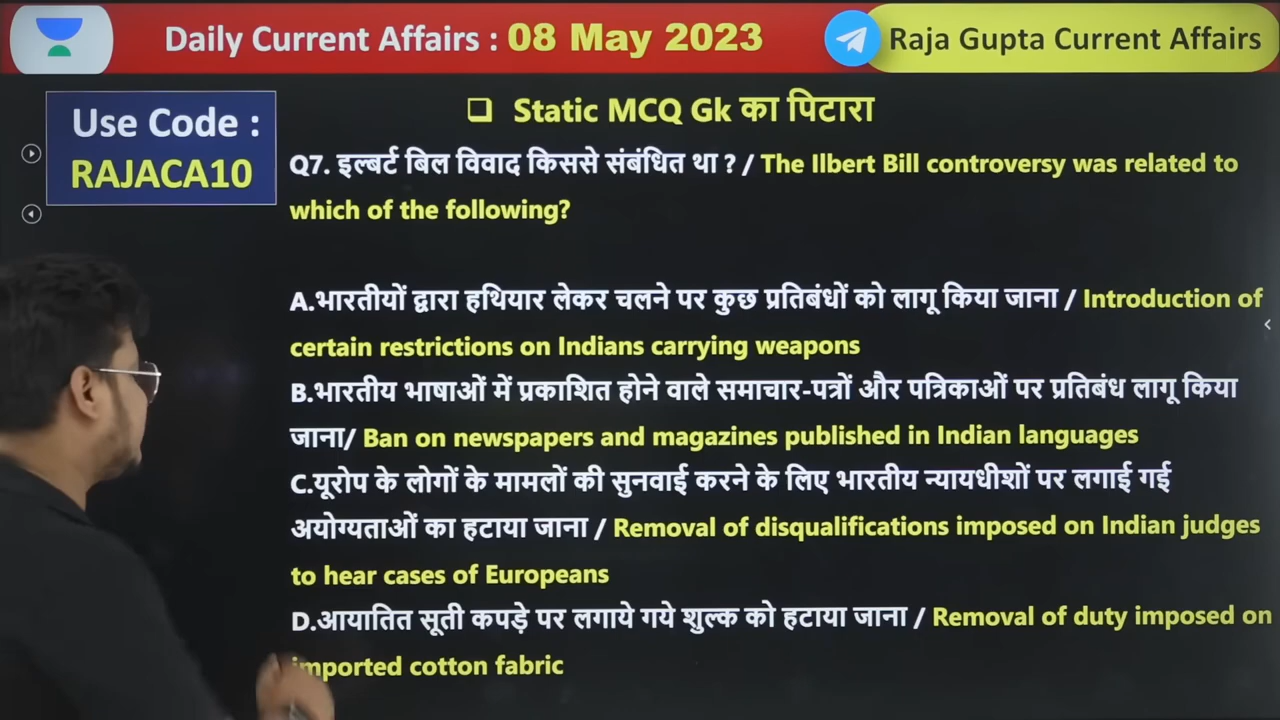 Daily Current Affairs : 08 May 2023
Raja Gupta Current Affairs
Use Code :
RAJACA10
❑ Static MCQ Gk का पिटारा
Q7. इल्बर्ट बिल विवाद किससे संबंधित था ? / The Ilbert Bill controversy was related to
which of the following?
A.भारतीयों द्वारा हथियार लेकर चलने पर कुछ प्रतिबंधों को लागू किया जाना / Introduction of
certain restrictions on Indians carrying weapons
B.भारतीय भाषाओं में प्रकाशित होने वाले समाचार-पत्रों और पत्रिकाओं पर प्रतिबंध लागू किया
जाना/ Ban on newspapers and magazines published in Indian languages
C.यूरोप के लोगों के मामलों की सुनवाई करने के लिए भारतीय न्यायधीशों पर लगाई गई
अयोग्यताओं का हटाया जाना / Removal of disqualifications imposed on Indian judges
to hear cases of Europeans
D.आयातित सूती कपड़े पर लगाये गये शुल्क को हटाया जाना / Removal of duty imposed on
imported cotton fabric